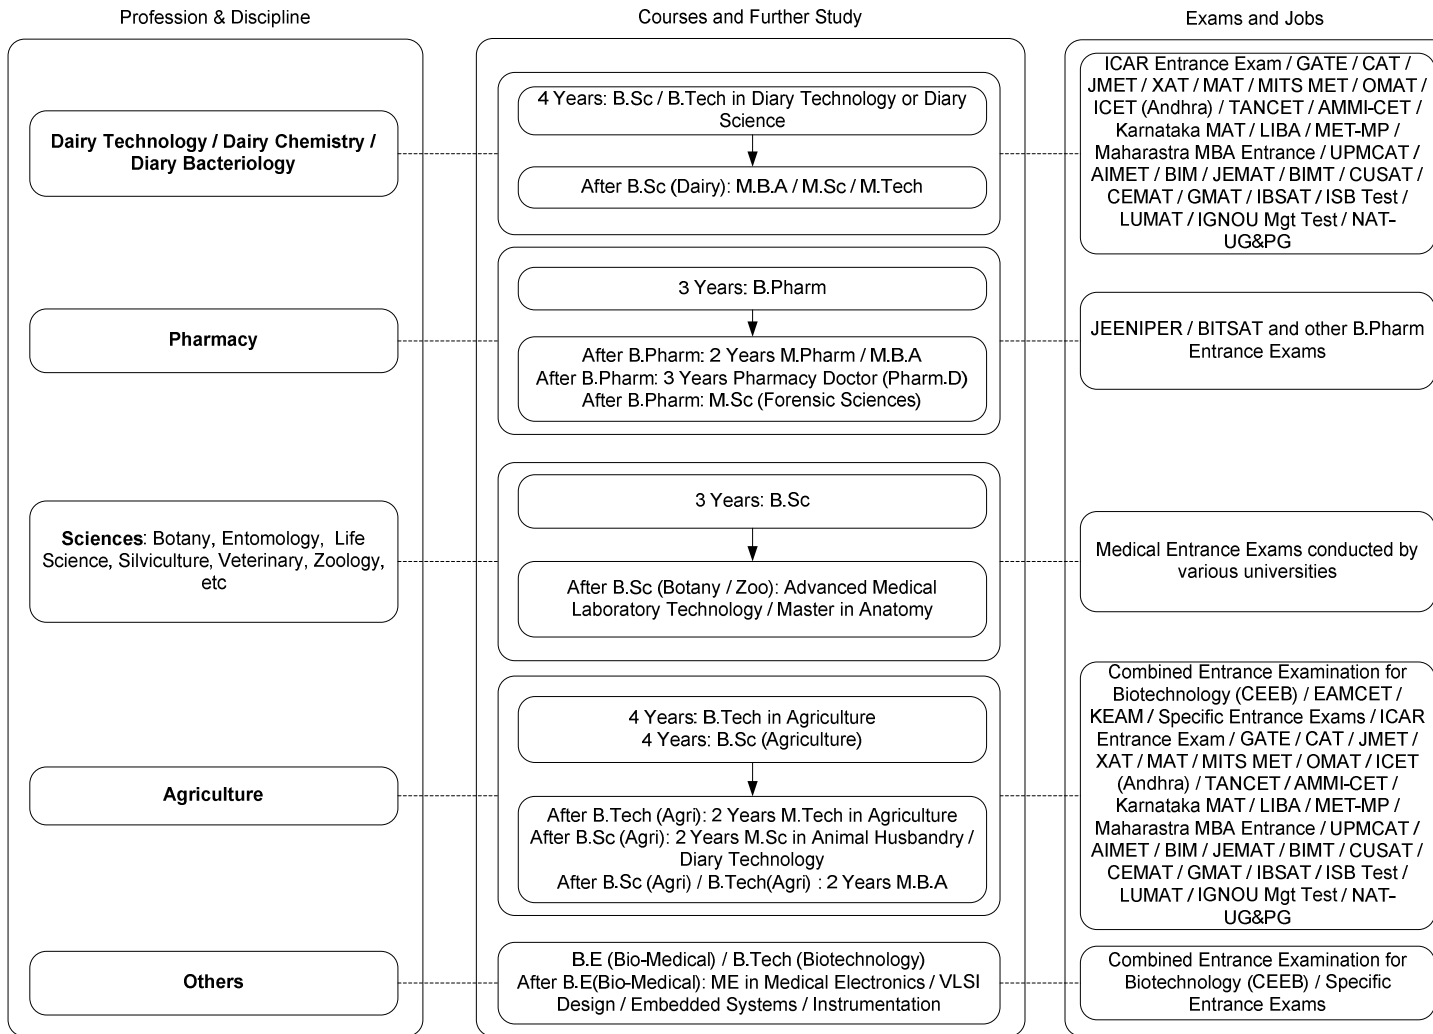 Profession & Discipline
Courses and Further Study
Exams and Jobs
Dairy Technology / Dairy Chemistry /
Diary Bacteriology
4 Years: B.Sc / B.Tech in Diary Technology or Diary
Science
After B.Sc (Dairy): M.B.A / M.Sc / M.Tech
ICAR Entrance Exam / GATE / CAT /
JMET / XAT / MAT / MITS MET / OMAT /
ICET (Andhra) / TANCET / AMMI-CET /
Karnataka MAT / LIBA / MET-MP /
Maharastra MBA Entrance / UPMCAT /
AIMET / BIM / JEMAT / BIMT / CUSAT /
CEMAT / GMAT / IBSAT / ISB Test /
LUMAT / IGNOU Mgt Test / NAT-
UG&PG
Pharmacy
3 Years: B.Pharm
After B.Pharm: 2 Years M.Pharm / M.B.A
After B.Pharm: 3 Years Pharmacy Doctor (Pharm.D)
After B.Pharm: M.Sc (Forensic Sciences)
JEENIPER / BITSAT and other B.Pharm
Entrance Exams
Sciences: Botany, Entomology, Life
Science, Silviculture, Veterinary, Zoology,
etc
3 Years: B.Sc
After B.Sc (Botany / Zoo): Advanced Medical
Laboratory Technology / Master in Anatomy
Medical Entrance Exams conducted by
various universities
Agriculture
4 Years: B.Tech in Agriculture
4 Years: B.Sc (Agriculture)
After B.Tech (Agri): 2 Years M.Tech in Agriculture
After B.Sc (Agri): 2 Years M.Sc in Animal Husbandry /
Diary Technology
After B.Sc (Agri) / B.Tech(Agri) : 2 Years M.B.A
Combined Entrance Examination for
Biotechnology (CEEB) / EAMCET /
KEAM / Specific Entrance Exams / ICAR
Entrance Exam / GATE / CAT / JMET /
XAT / MAT / MITS MET / OMAT / ICET
(Andhra) / TANCET / AMMI-CET /
Karnataka MAT / LIBA / MET-MP /
Maharastra MBA Entrance / UPMCAT /
AIMET / BIM / JEMAT / BIMT / CUSAT /
CEMAT / GMAT / IBSAT / ISB Test /
LUMAT / IGNOU Mgt Test / NAT-
UG&PG
Others
B.E (Bio-Medical) / B.Tech (Biotechnology)
After B.E(Bio-Medical): ME in Medical Electronics / VLSI
Design / Embedded Systems / Instrumentation
Combined Entrance Examination for
Biotechnology (CEEB) / Specific
Entrance Exams